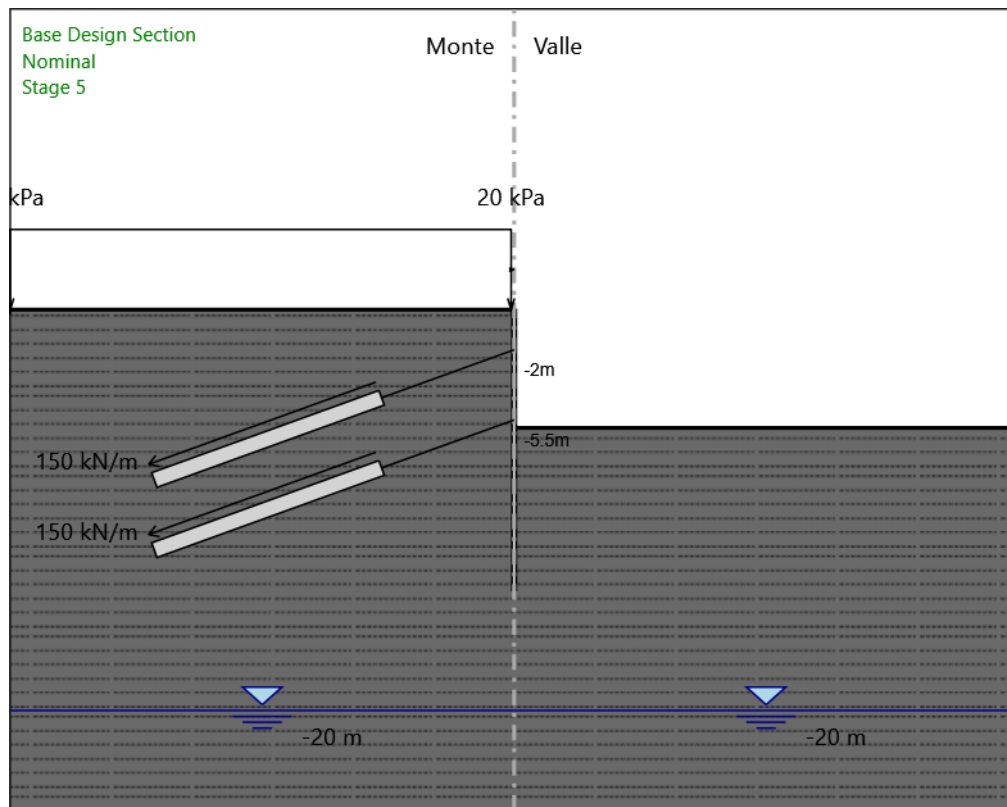 Base Design Section
Nominal
Stage 5
Monte
Valle
kPa
20 kPa
-2m
-5.5m
150 kN/m
150 kN/m
-20 m
-20 m